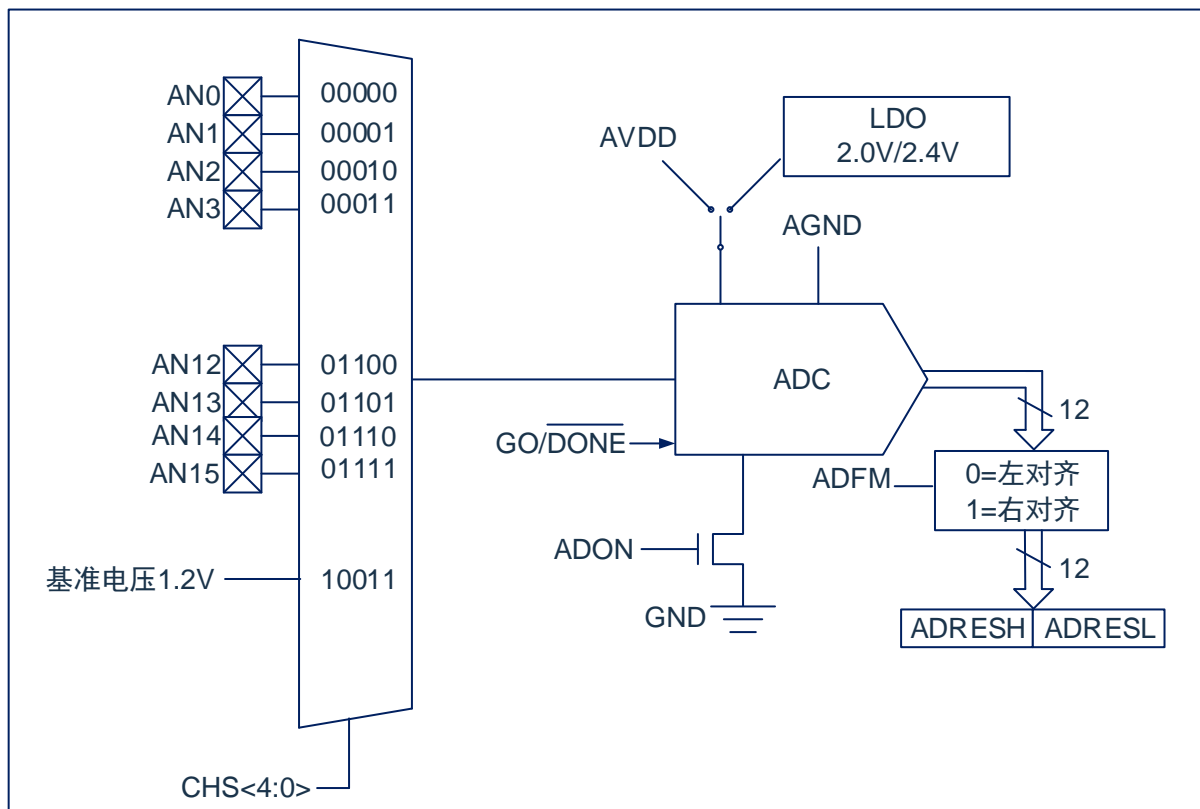 AN0
00000
AN1
00001
AN2
00010
AN3
00011
AN12
01100
AN13
01101
AN14
01110
AN15
01111
基准电压1.2V
10011
CHS<4:0>
AVDD
LDO
2.0V/2.4V
AGND
ADC
GO/DONE
12
ADFM
0=左对齐
1=右对齐
ADON
12
GND
ADRESH
ADRESL